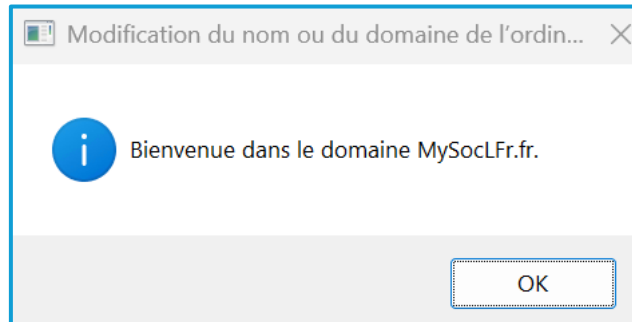 Modification du nom ou du domaine de l'ordin...
Bienvenue dans le domaine MySocLFr.fr.
OK